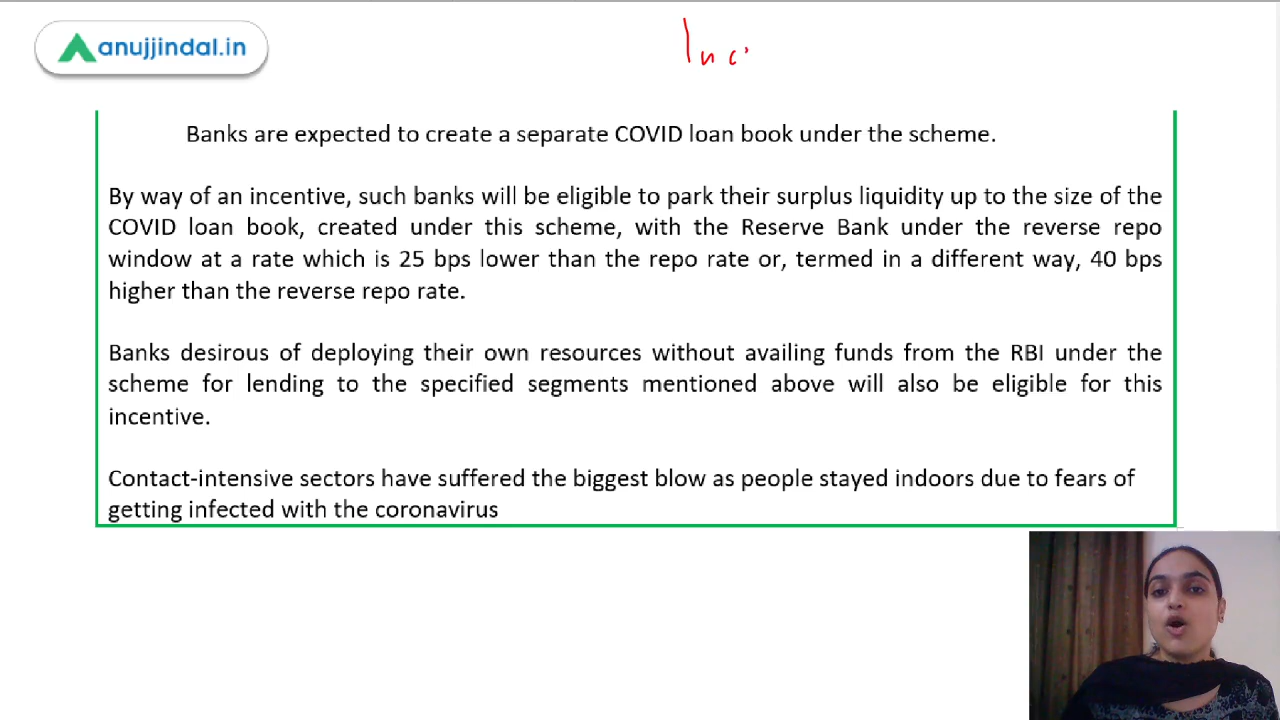 anujjindal.in
Inc
Banks are expected to create a separate COVID loan book under the scheme.
By way of an incentive, such banks will be eligible to park their surplus liquidity up to the size of the
COVID loan book, created under this scheme, with the Reserve Bank under the reverse repo
window at a rate which is 25 bps lower than the repo rate or, termed in a different way, 40 bps
higher than the reverse repo rate.
Banks desirous of deploying their own resources without availing funds from the RBI under the
scheme for lending to the specified segments mentioned above will also be eligible for this
incentive.
Contact-intensive sectors have suffered the biggest blow as people stayed indoors due to fears of
getting infected with the coronavirus